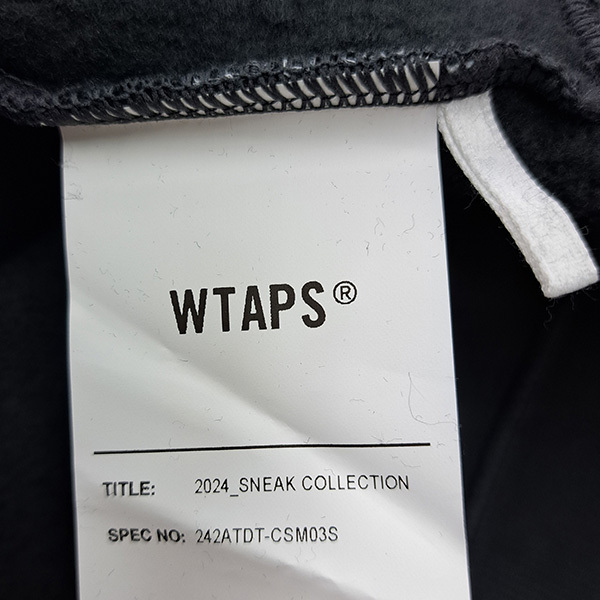 WTAPS®
TITLE: 2024_SNEAK COLLECTION
SPEC NO: 242ATDT-CSM03S